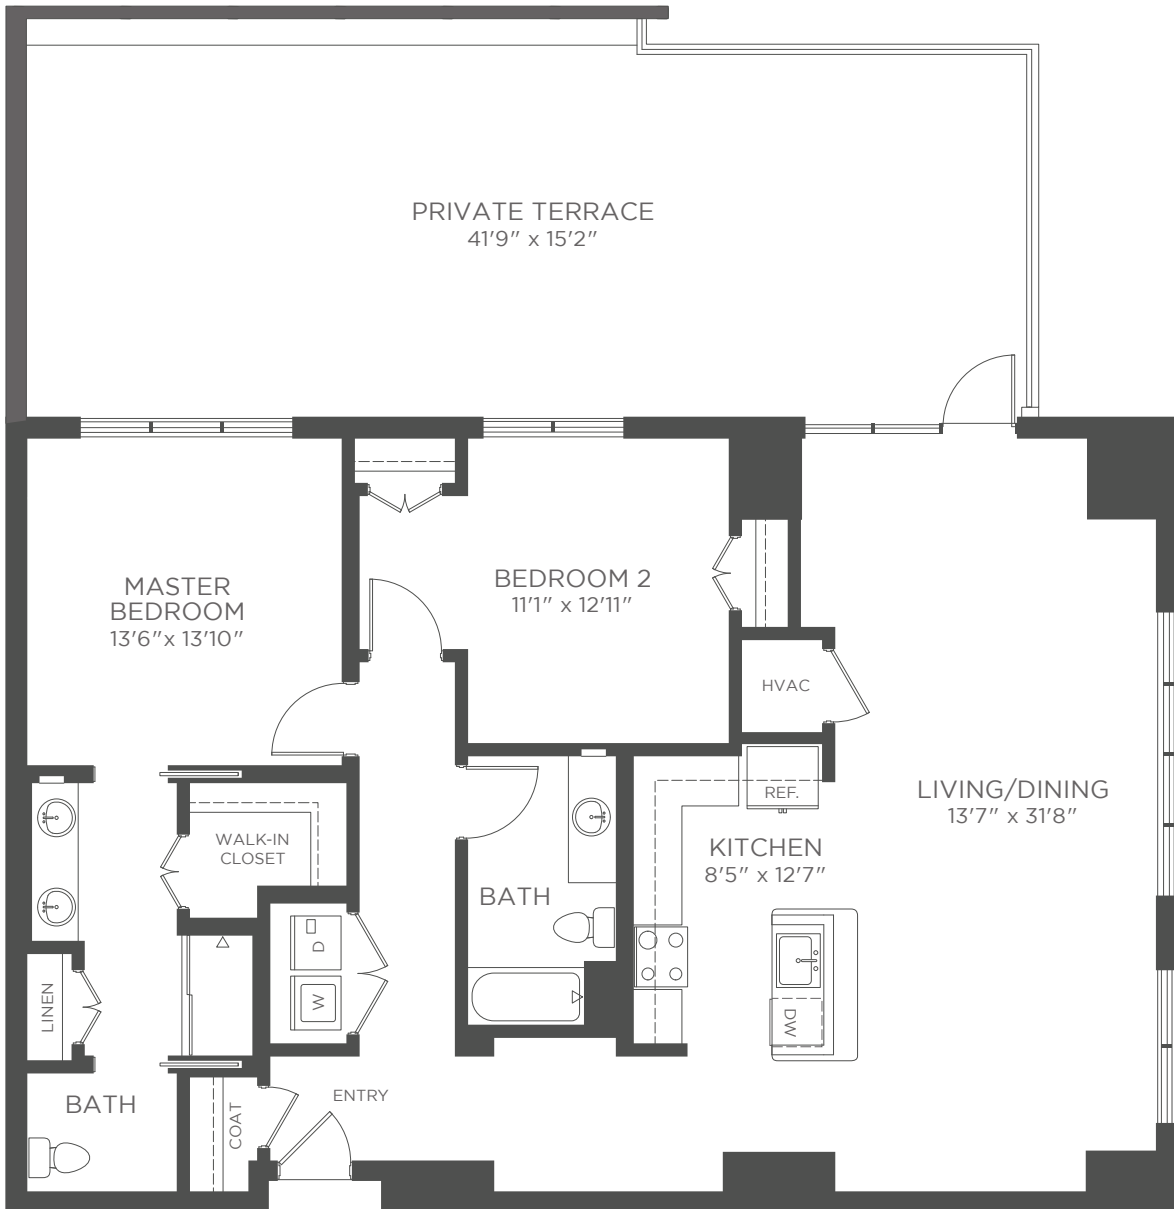 PRIVATE TERRACE
41'9" x 15'2"
MASTER
BEDROOM
13'6"x 13'10"
BEDROOM 2
11'1" x 12'11"
HVAC
REF.
LIVING/DINING
13'7" x 31'8"
WALK-IN
CLOSET
KITCHEN
8'5" x 12'7"
BATH
D
W
LINEN
DW
BATH
COAT
ENTRY